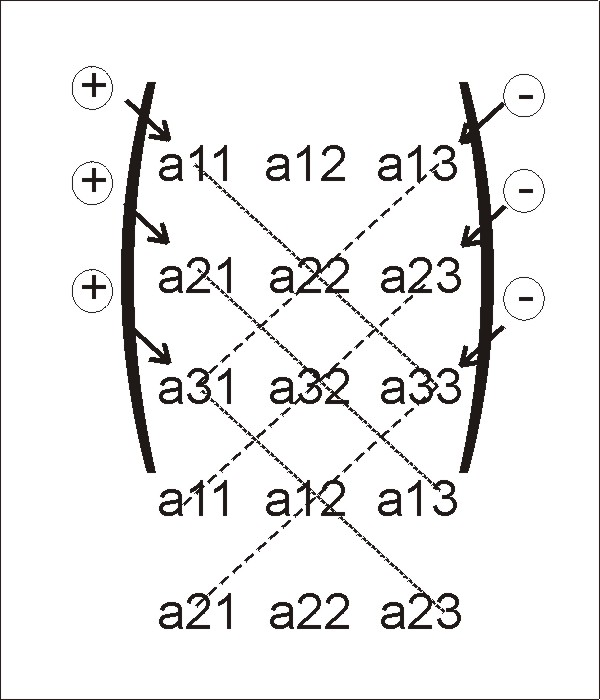 + -
a11 a12 a13
+ -
a21 a22 a23
+ -
a31 a32 a33
a11 a12 a13
a21 a22 a23